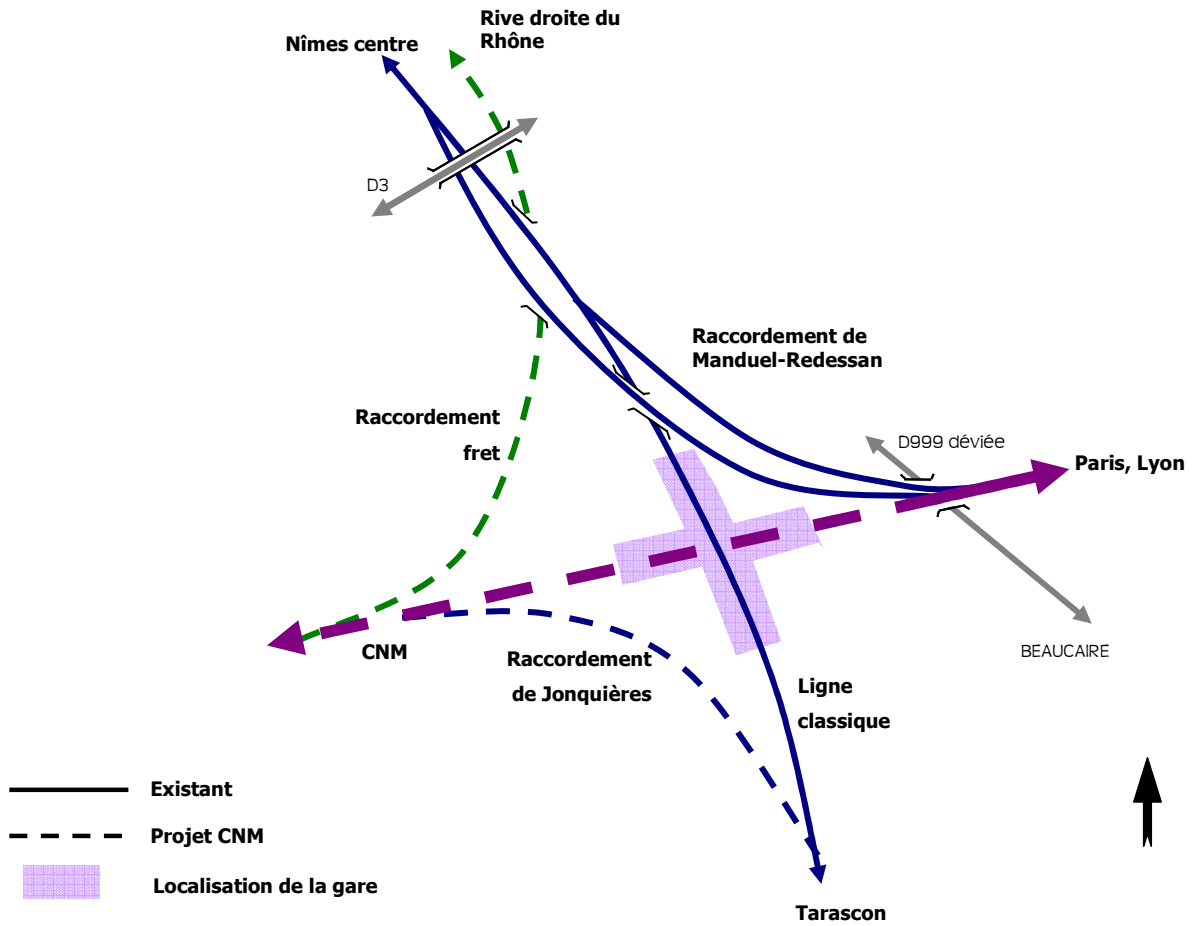 Rive droite du
Rhône
Nîmes centre
D3
Raccordement de
Manduel-Redessan
Raccordement
fret
D999 déviée
Paris, Lyon
CNM
Raccordement
de Jonquières
BEAUCAIRE
Ligne
classique
Existant
Projet CNM
Localisation de la gare
Tarascon